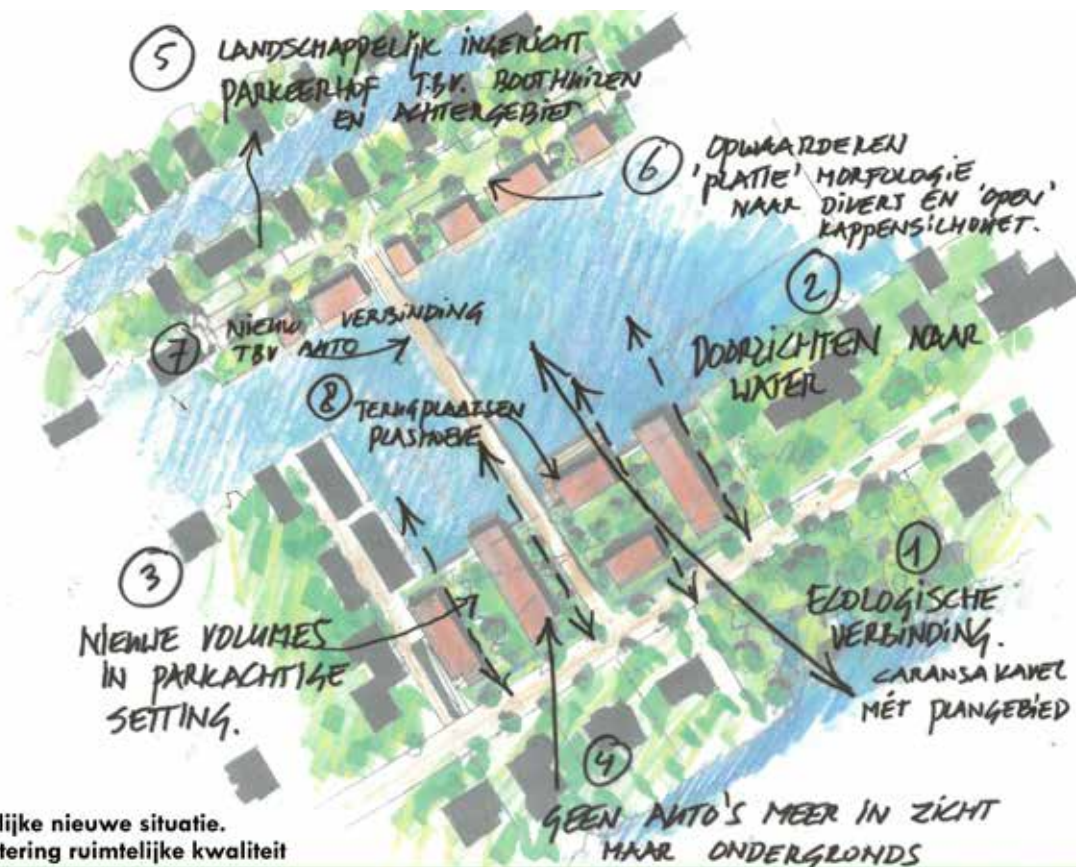 5 LANDSCHAPPELIJK INGERICHT
PARKEERHOF T.B.V. BOOTHUIZEN
EN ACHTERGEBIET
6 OPWAARDEREN
'PLATTE' MORFOLOGIE
NAAR DIVERS EN 'OPEN'
KAPPENSILHOUET.
2
DOORZICHTEN NAAR
WATER
7 NIEUW VERBINDING
TBV AUTO
8 TERUGPLAATSEN
PLASHOEVE
1
ECOLOGISCHE
VERBINDING.
CARANSA KAVEL
MÉT PLANGEBIED
3
NIEUWE VOLUMES
IN PARKACHTIGE
SETTING.
4
GEEN AUTO'S MEER IN ZICHT
MAAR ONDERGRONDS
lijke nieuwe situatie.
tering ruimtelijke kwaliteit